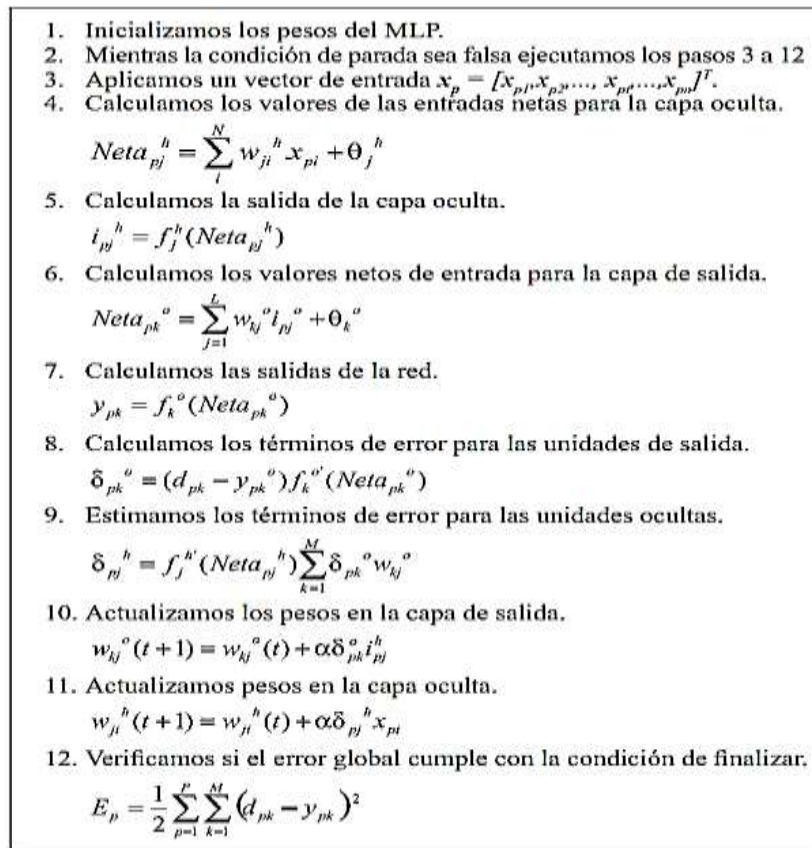 1. Inicializamos los pesos del MLP.
2. Mientras la condición de parada sea falsa ejecutamos los pasos 3 a 12
3. Aplicamos un vector de entrada x_p = [x_p1, x_p2, ..., x_pi, ..., x_pn]^T.
4. Calculamos los valores de las entradas netas para la capa oculta.
Neta_pj^h = ∑_i^N w_ji^h x_pi + θ_j^h
5. Calculamos la salida de la capa oculta.
i_pj^h = f_j^h (Neta_pj^h)
6. Calculamos los valores netos de entrada para la capa de salida.
Neta_pk^o = ∑_{j=1}^L w_kj^o i_pj^o + θ_k^o
7. Calculamos las salidas de la red.
y_pk = f_k^o (Neta_pk^o)
8. Calculamos los términos de error para las unidades de salida.
δ_pk^o = (d_pk − y_pk^o) f_k^o' (Neta_pk^o)
9. Estimamos los términos de error para las unidades ocultas.
δ_pj^h = f_j^h' (Neta_pj^h) ∑_{k=1}^M δ_pk^o w_kj^o
10. Actualizamos los pesos en la capa de salida.
w_kj^o (t + 1) = w_kj^o (t) + αδ_pk^o i_pj^h
11. Actualizamos pesos en la capa oculta.
w_ji^h (t + 1) = w_ji^h (t) + αδ_pj^h x_pi
12. Verificamos si el error global cumple con la condición de finalizar.
E_p = 1/2 ∑_{p=1}^P ∑_{k=1}^M (d_pk − y_pk)^2